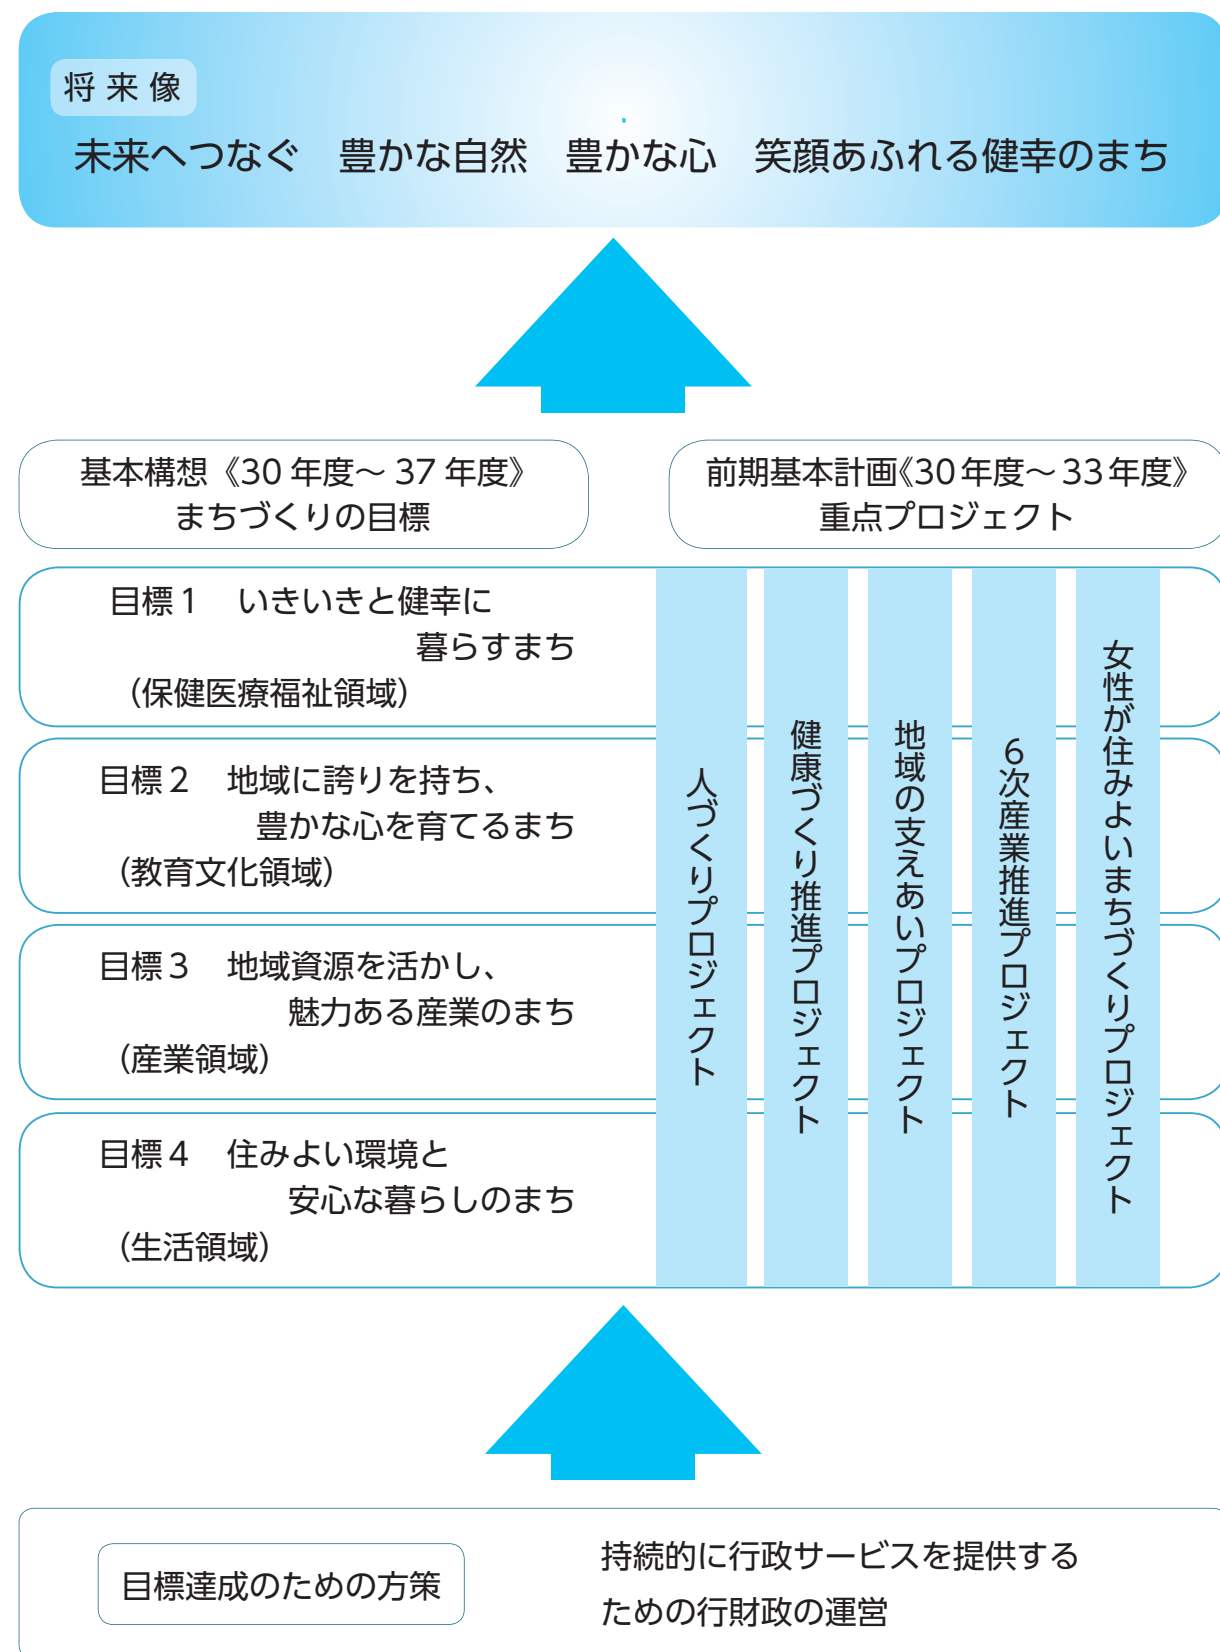 将来像
未来へつなぐ　豊かな自然　豊かな心　笑顔あふれる健幸のまち
基本構想《30年度～37年度》
まちづくりの目標
前期基本計画《30年度～33年度》
重点プロジェクト
目標1　いきいきと健幸に
暮らすまち
（保健医療福祉領域）
目標2　地域に誇りを持ち、
豊かな心を育てるまち
（教育文化領域）
目標3　地域資源を活かし、
魅力ある産業のまち
（産業領域）
目標4　住みよい環境と
安心な暮らしのまち
（生活領域）
人づくりプロジェクト
健康づくり推進プロジェクト
地域の支えあいプロジェクト
6次産業推進プロジェクト
女性が住みよいまちづくりプロジェクト
目標達成のための方策
持続的に行政サービスを提供する
ための行財政の運営